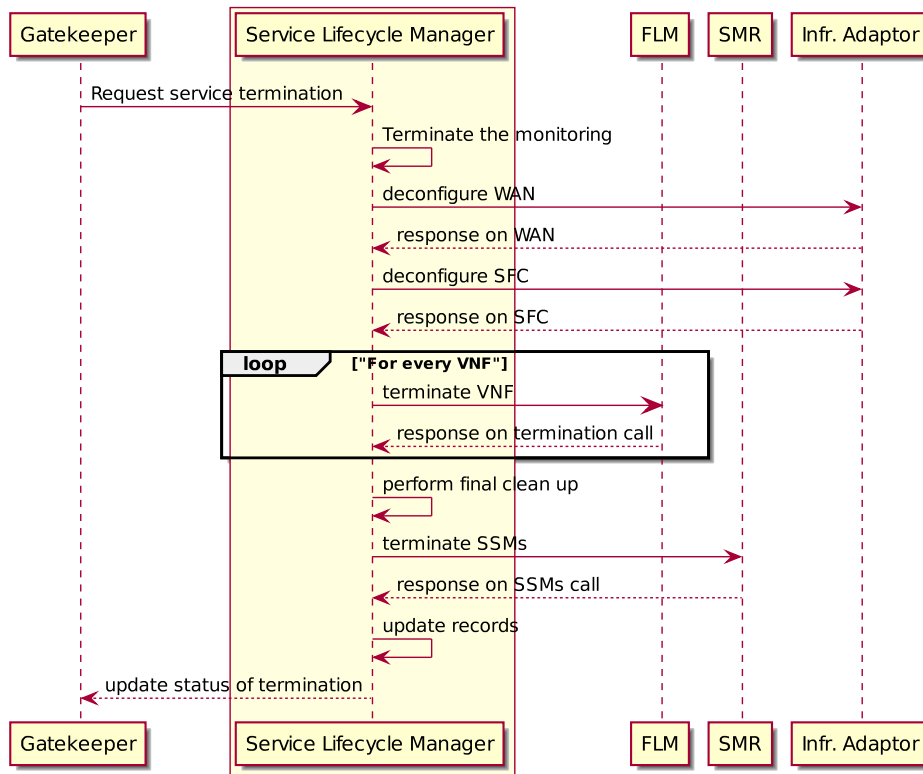 Gatekeeper
Service Lifecycle Manager
FLM
SMR
Infr. Adaptor
Request service termination
Terminate the monitoring
deconfigure WAN
response on WAN
deconfigure SFC
response on SFC
loop
["For every VNF"]
terminate VNF
response on termination call
perform final clean up
terminate SSMs
response on SSMs call
update records
update status of termination
Gatekeeper
Service Lifecycle Manager
FLM
SMR
Infr. Adaptor